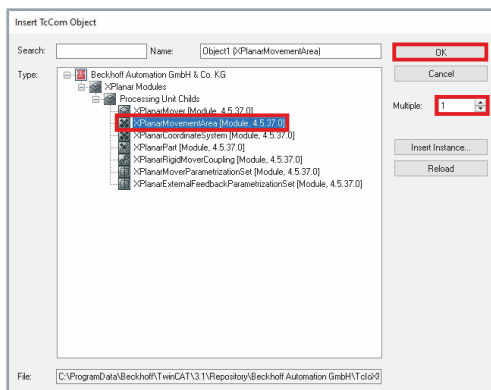 Insert TcCom Object
Search:
Name:
Object1 (XPlanarMovementArea)
OK
Type:
Beckhoff Automation GmbH & Co. KG
Cancel
XPlanar Modules
Processing Unit Childs
Multiple:
1
XPlanarMover [Module, 4.5.37.0]
XPlanarMovementArea [Module, 4.5.37.0]
XPlanarCoordinateSystem [Module, 4.5.37.0]
XPlanarPart [Module, 4.5.37.0]
Insert Instance...
XPlanarRigidMoverCoupling [Module, 4.5.37.0]
Reload
XPlanarMoverParametrizationSet [Module, 4.5.37.0]
XPlanarExternalFeedbackParametrizationSet [Module, 4.5.37.0]
File:
C:\ProgramData\Beckhoff\TwinCAT\3.1\Repository\Beckhoff Automation GmbH\TcIoXP